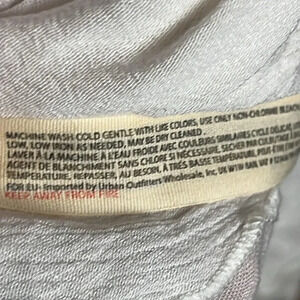 MACHINE WASH COLD GENTLE WITH LIKE COLORS, USE ONLY NON-CHLORINE BLEACH
LOW, LOW IRON AS NEEDED, MAY BE DRY CLEANED.
LAVER À LA MACHINE À L'EAU FROIDE AVEC COULEURS SIMILAIRES CYCLE DELICAT,
AGENT DE BLANCHIMENT SANS CHLORE SI NÉCESSAIRE. SÉCHER PAR CULBUTAGE À
TEMPÉRATURE, REPASSER, AU BESOIN, À TRÈS BASSE TEMPÉRATURE.
FOR EU- Imported by Urban Outfitters Wholesale, Inc.
KEEP AWAY FROM FIRE